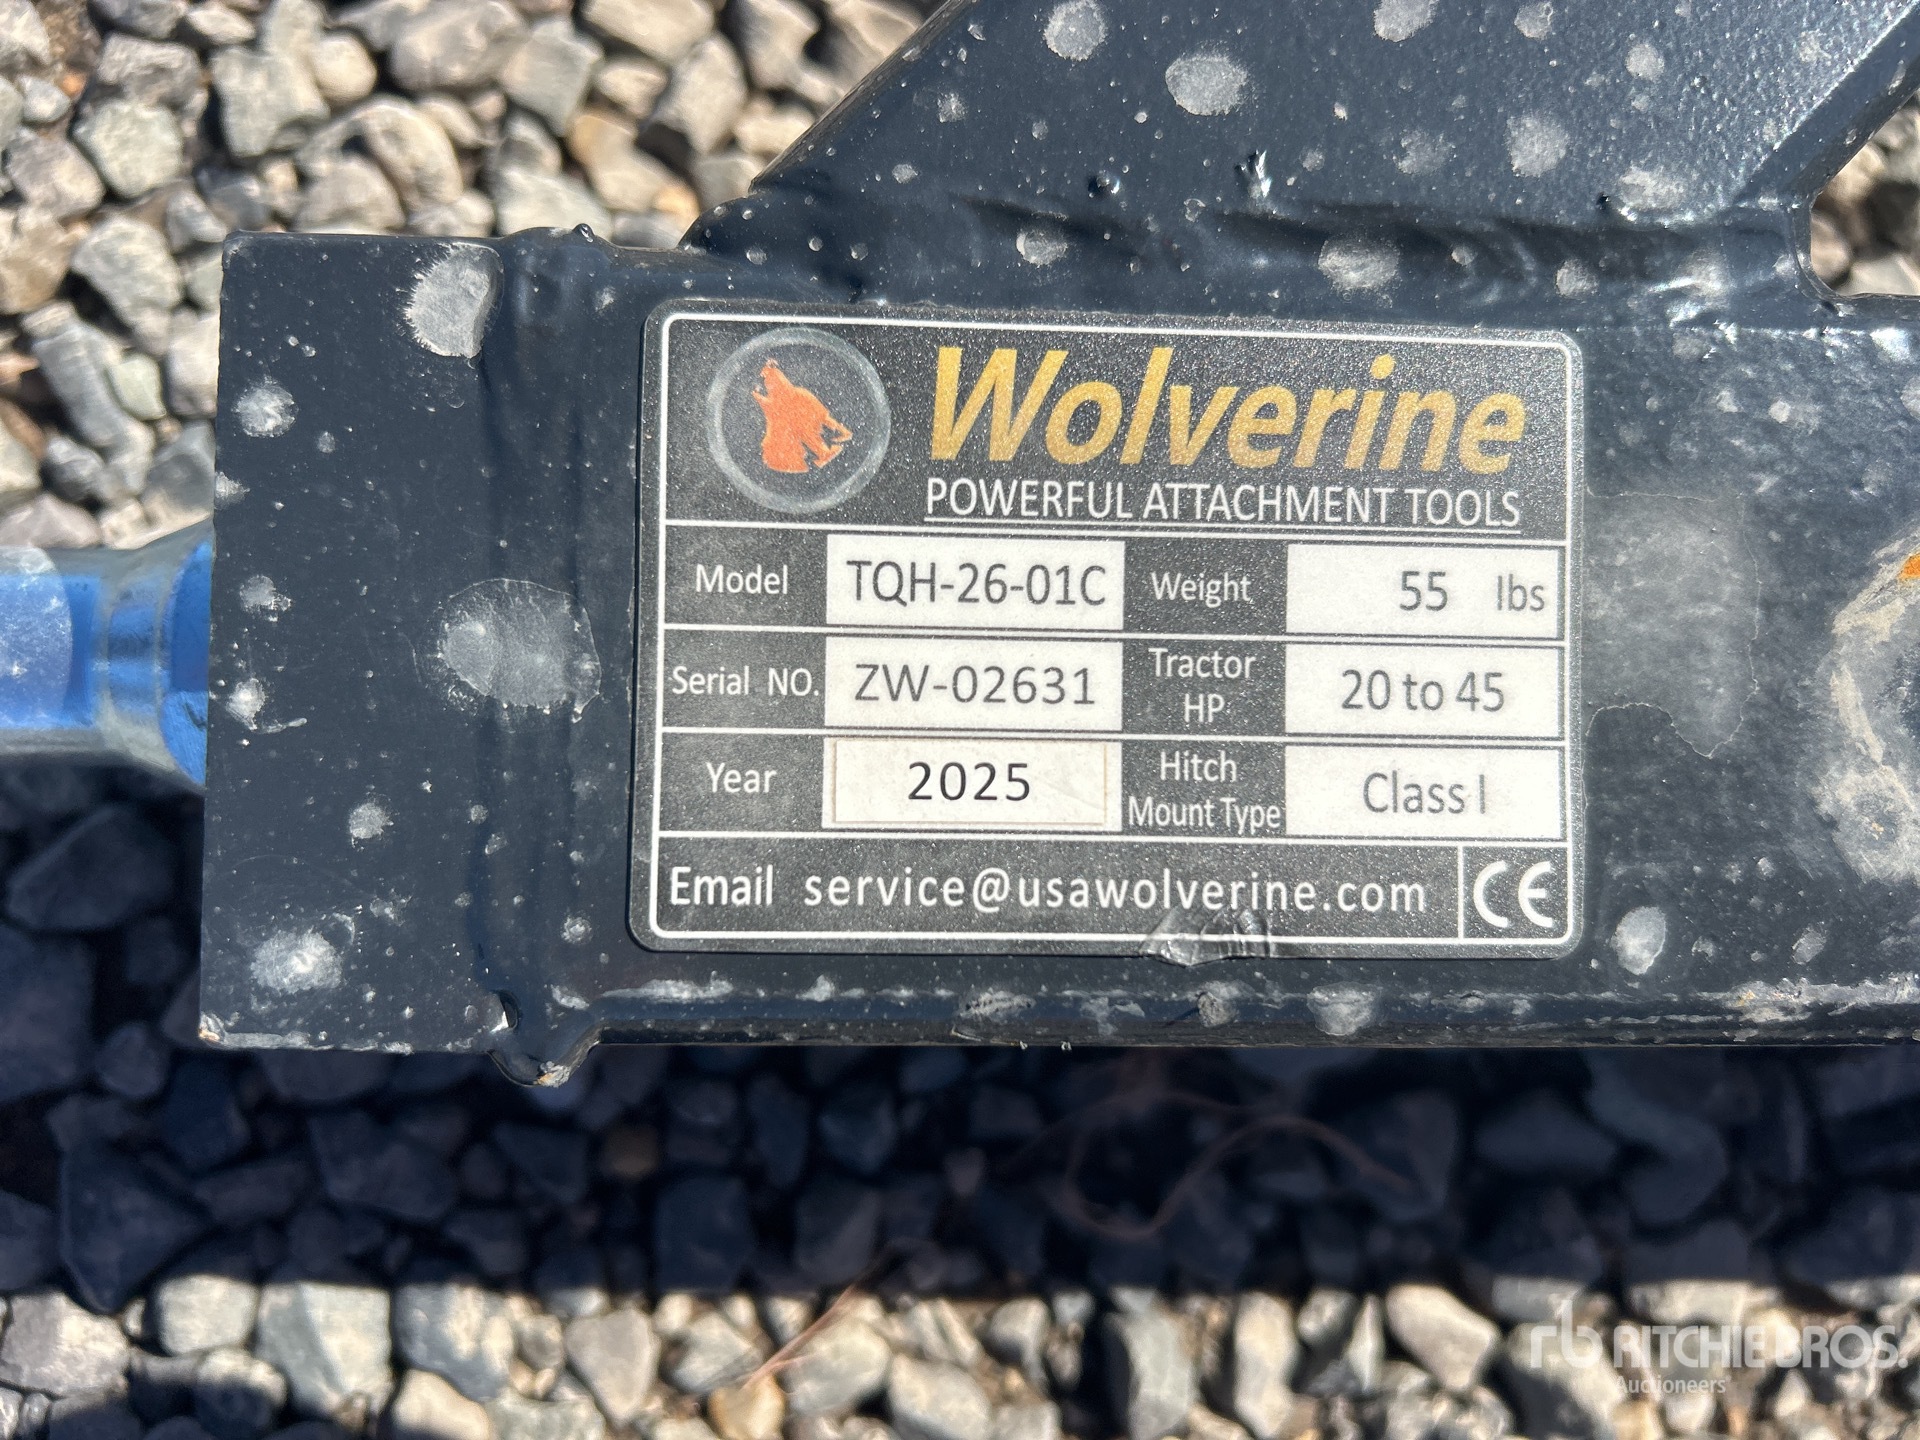 Wolverine
POWERFUL ATTACHMENT TOOLS
Model TQH-26-01C Weight 55 lbs
Serial NO. ZW-02631 Tractor HP 20 to 45
Year 2025 Hitch Mount Type Class I
Email service@usawolverine.com CE
rb RITCHIE BROS.
Auctioneers